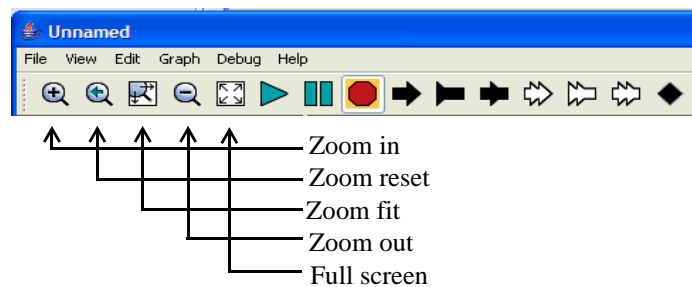 Unnamed
File View Edit Graph Debug Help
Zoom in
Zoom reset
Zoom fit
Zoom out
Full screen